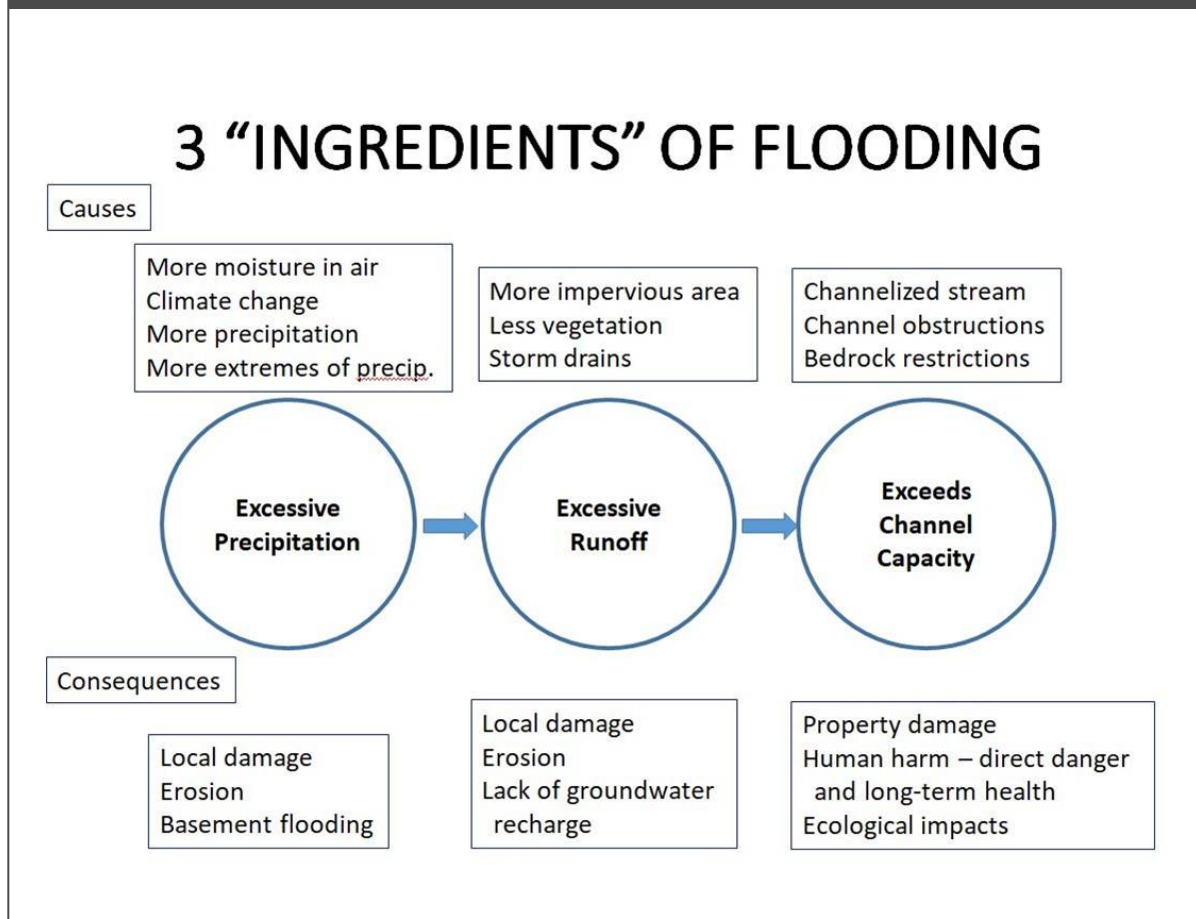 3 “INGREDIENTS” OF FLOODING
Causes
More moisture in air
Climate change
More precipitation
More extremes of precip.
More impervious area
Less vegetation
Storm drains
Channelized stream
Channel obstructions
Bedrock restrictions
Excessive
Precipitation
Excessive
Runoff
Exceeds
Channel
Capacity
Consequences
Local damage
Erosion
Basement flooding
Local damage
Erosion
Lack of groundwater
recharge
Property damage
Human harm – direct danger
and long-term health
Ecological impacts